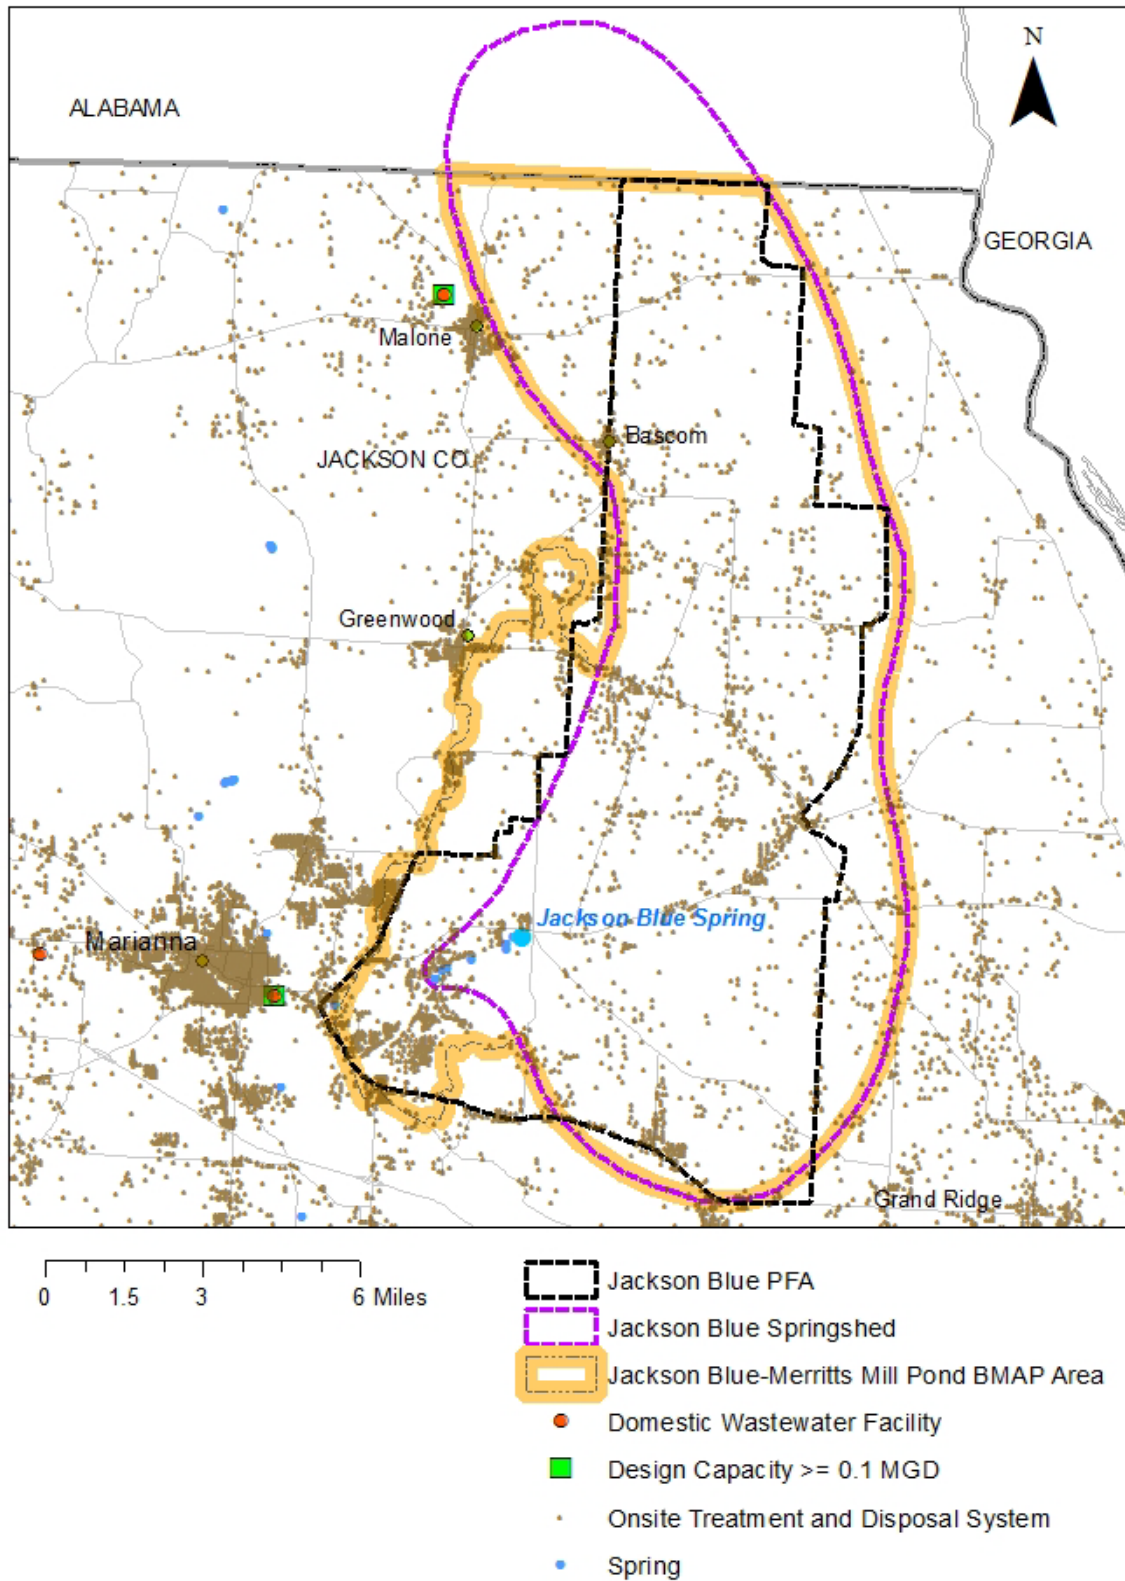 N
ALABAMA
GEORGIA
Malone
Bascom
JACKSON CO.
Greenwood
Jackson Blue Spring
Marianna
Grand Ridge
0 1.5 3 6 Miles
Jackson Blue PFA
Jackson Blue Springshed
Jackson Blue-Merritts Mill Pond BMAP Area
Domestic Wastewater Facility
Design Capacity >= 0.1 MGD
Onsite Treatment and Disposal System
Spring